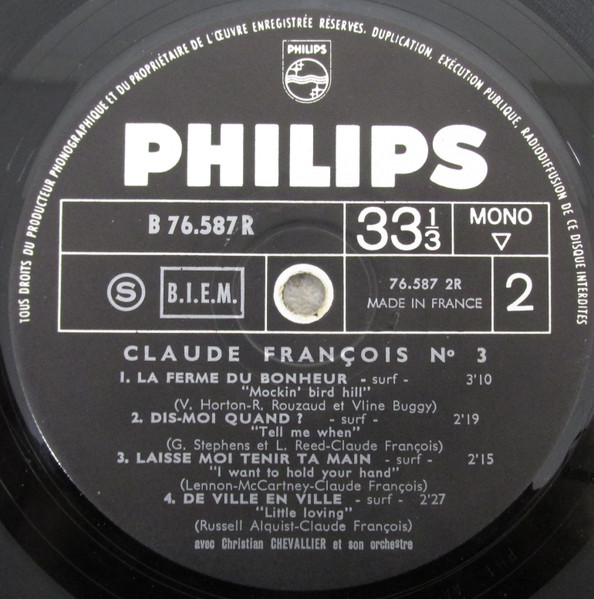 TOUS DROITS DU PRODUCTEUR PHONOGRAPHIQUE ET DU PROPRIÉTAIRE DE L'ŒUVRE ENREGISTRÉE RÉSERVÉS. DUPLICATION, EXÉCUTION PUBLIQUE, RADIODIFFUSION DE CE DISQUE INTERDITES
PHILIPS
PHILIPS
B 76.587 R
33 1/3
MONO
▽
S
B.I.E.M.
76.587 2R
MADE IN FRANCE
2
CLAUDE FRANÇOIS Nº 3
1. LA FERME DU BONHEUR - surf - 3'10
"Mockin' bird hill"
(V. Horton-R. Rouzaud et Vline Buggy)
2. DIS-MOI QUAND ? - surf - 2'19
"Tell me when"
(G. Stephens et L. Reed-Claude François)
3. LAISSE MOI TENIR TA MAIN - surf - 2'15
"I want to hold your hand"
(Lennon-McCartney-Claude François)
4. DE VILLE EN VILLE - surf - 2'27
"Little loving"
(Russell Alquist-Claude François)
avec Christian CHEVALLIER et son orchestre